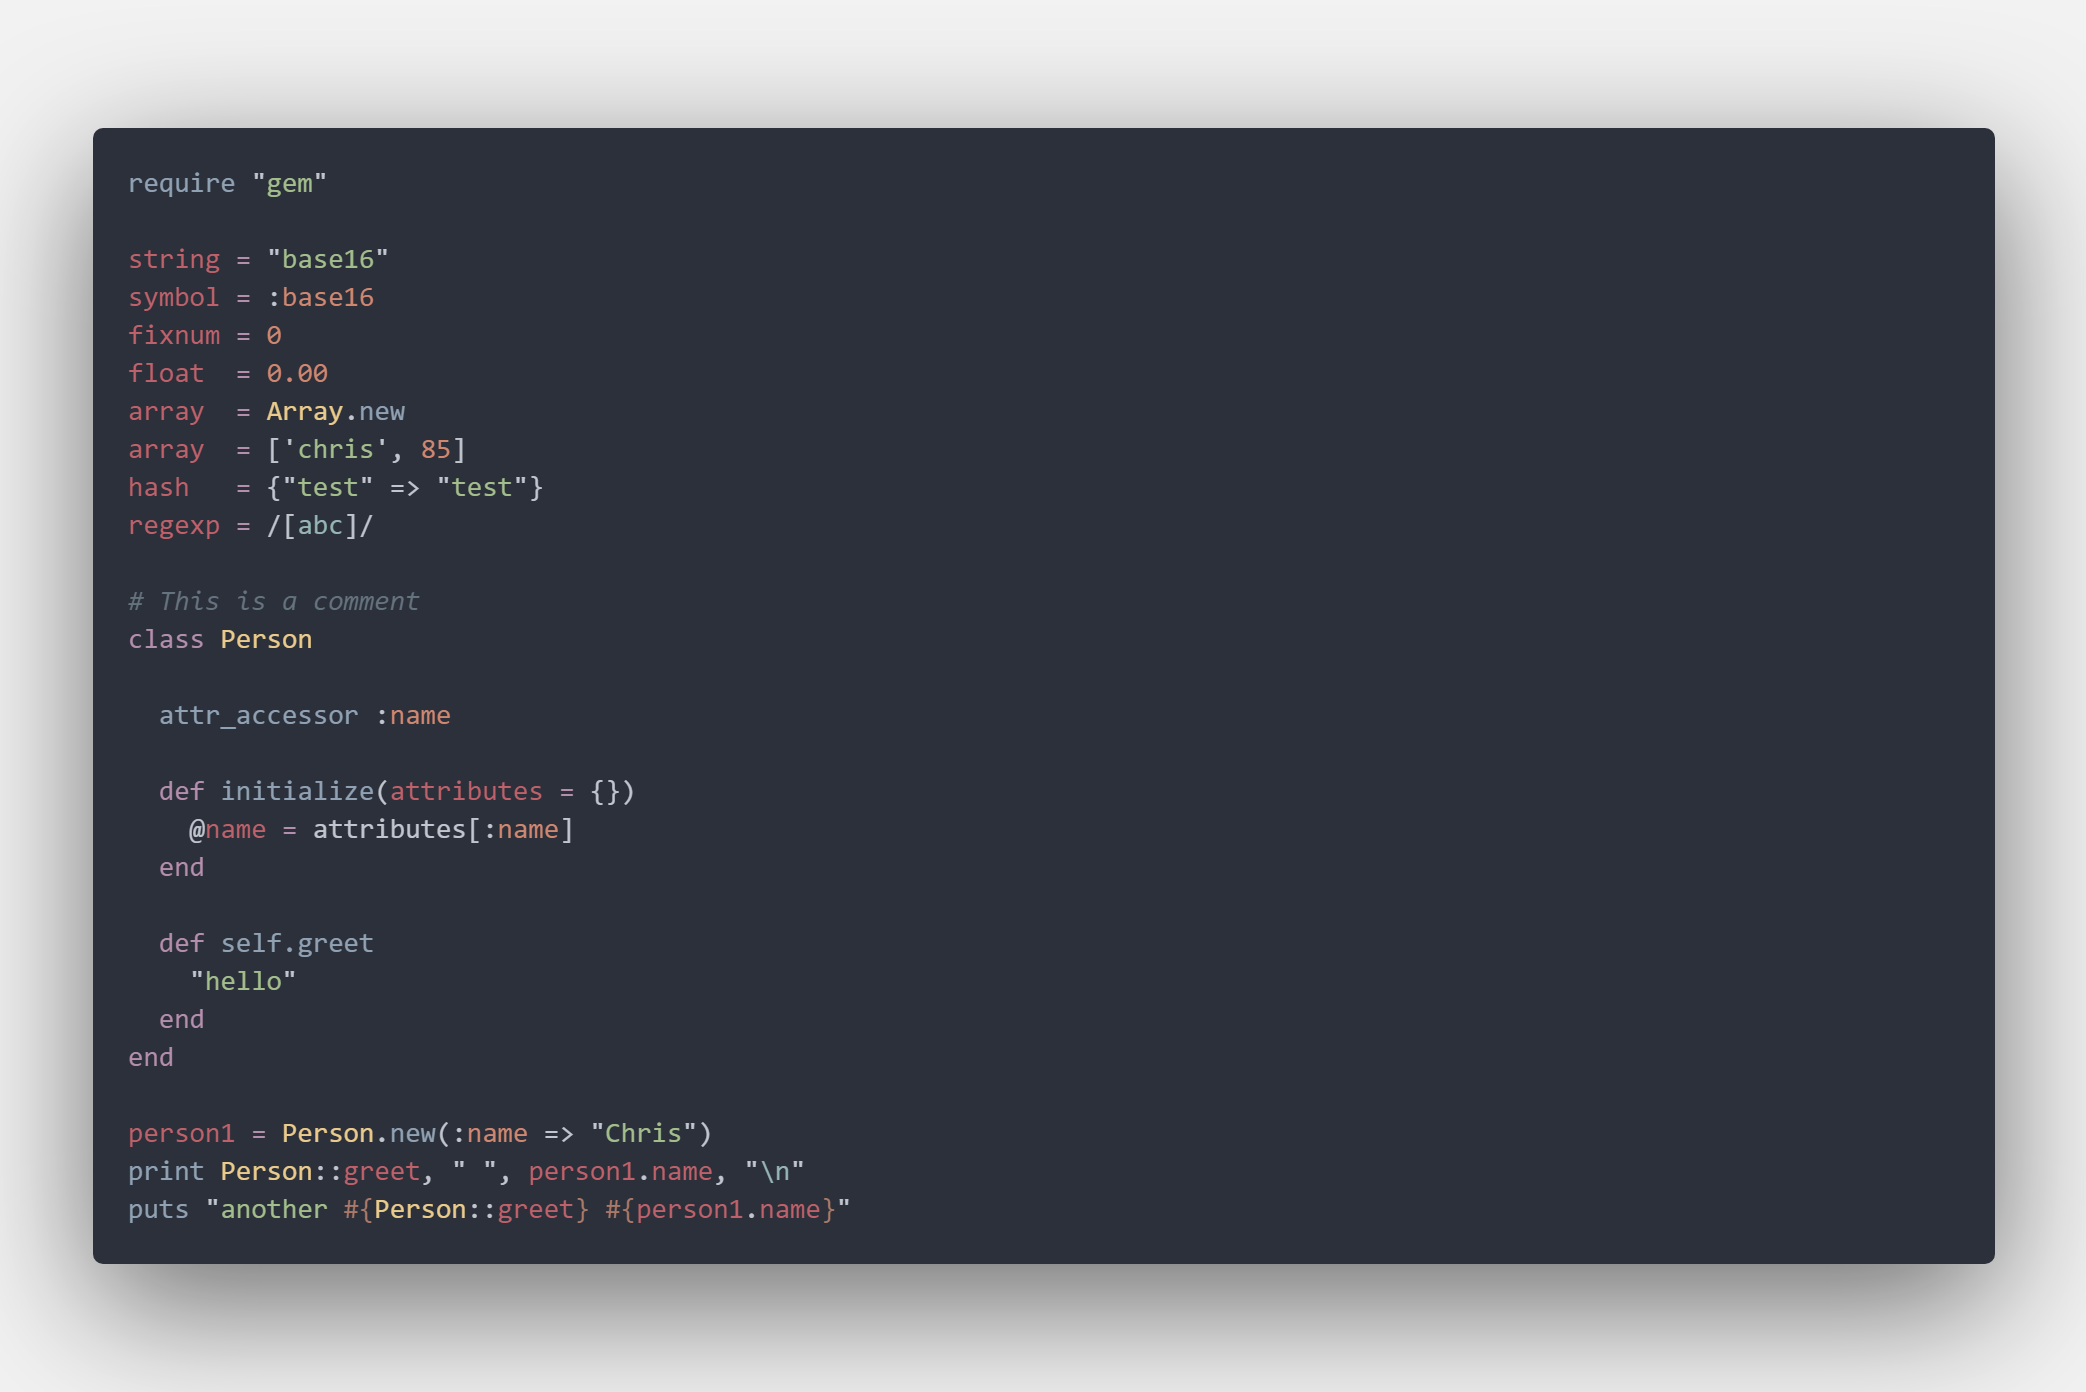 require "gem"

string = "base16"
symbol = :base16
fixnum = 0
float  = 0.00
array  = Array.new
array  = ['chris', 85]
hash   = {"test" => "test"}
regexp = /[abc]/

# This is a comment
class Person

  attr_accessor :name

  def initialize(attributes = {})
    @name = attributes[:name]
  end

  def self.greet
    "hello"
  end
end

person1 = Person.new(:name => "Chris")
print Person::greet, " ", person1.name, "\n"
puts "another #{Person::greet} #{person1.name}"